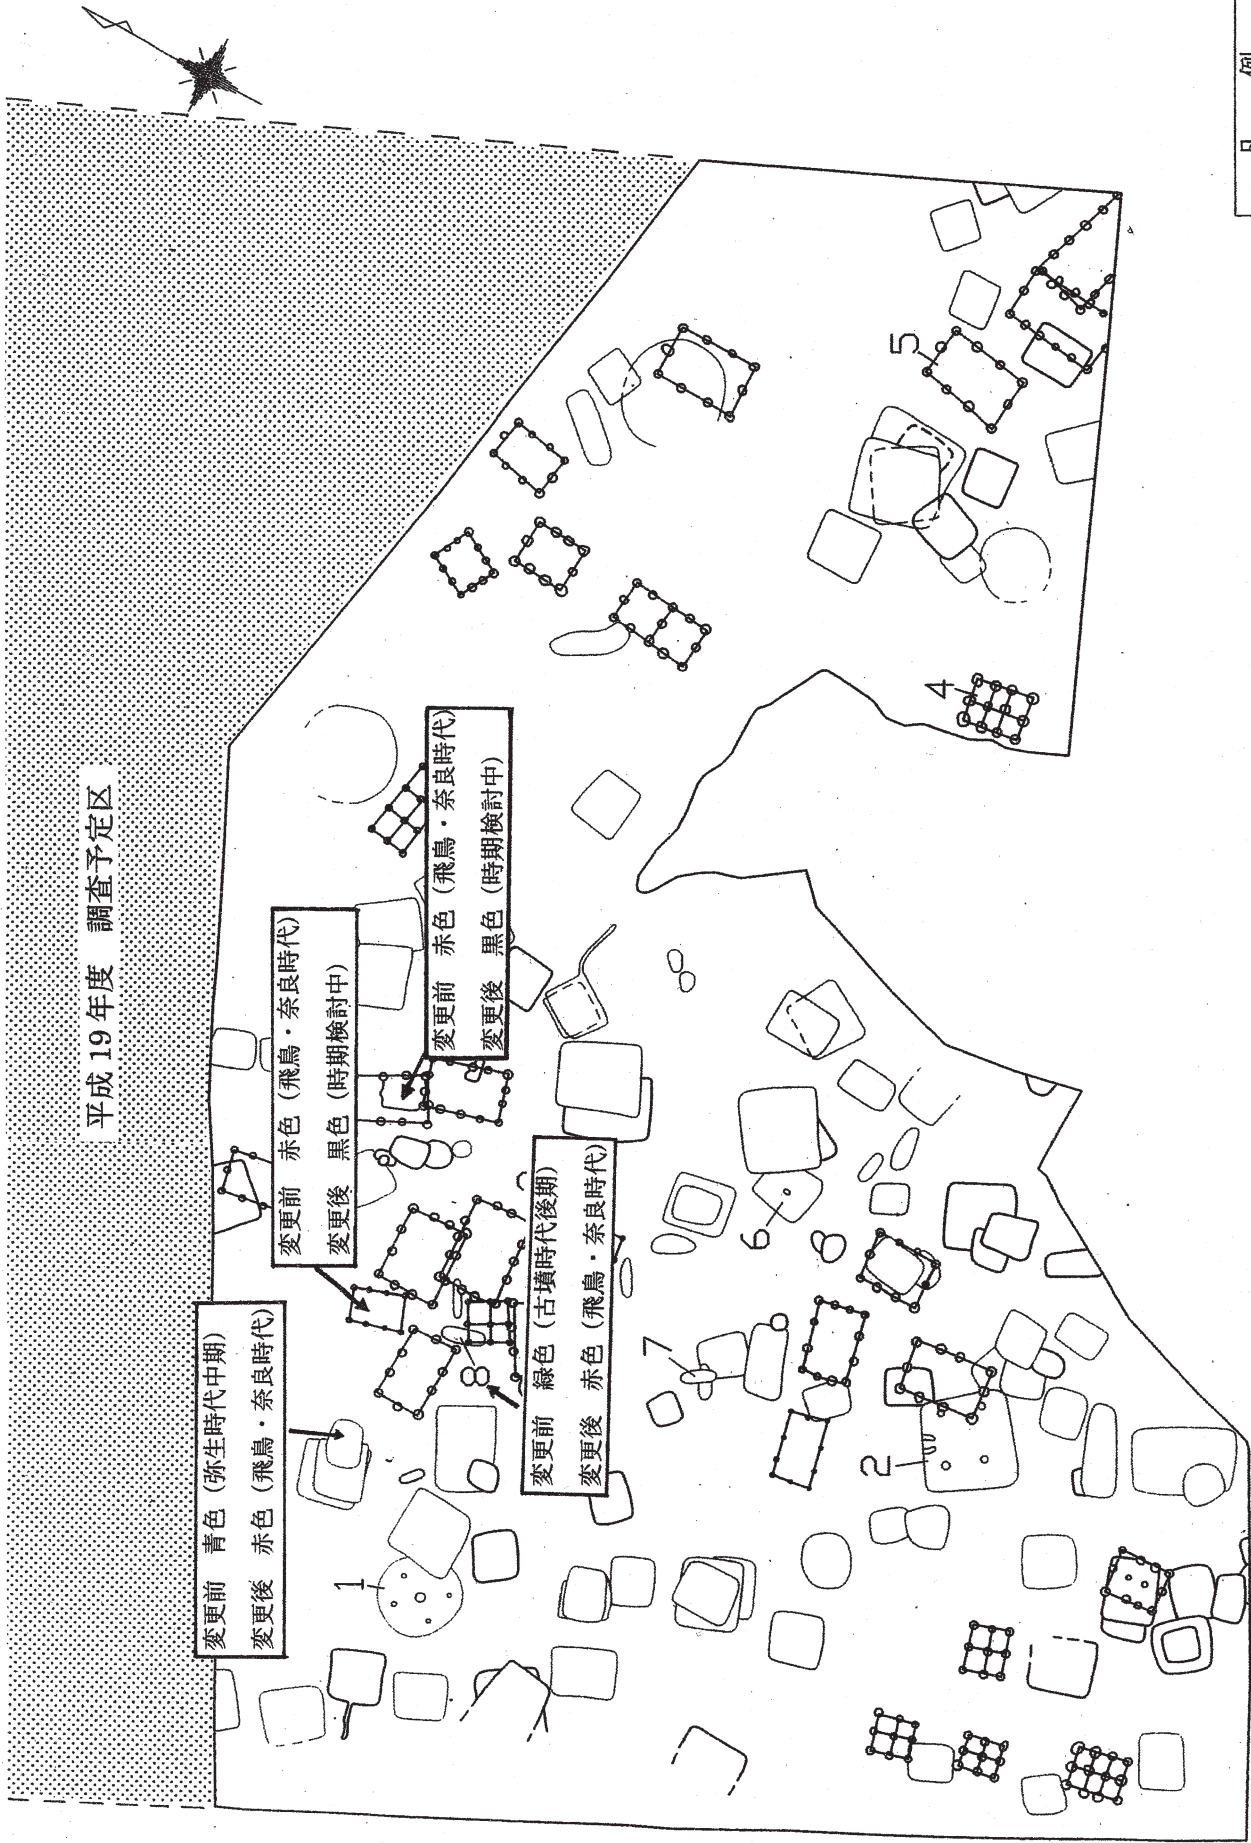 平成 19 年度　調査予定区
変更前　青色（弥生時代中期）
変更後　赤色（飛鳥・奈良時代）
変更前　赤色（飛鳥・奈良時代）
変更後　黒色（時期検討中）
変更前　赤色（飛鳥・奈良時代）
変更後　黒色（時期検討中）
変更前　緑色（古墳時代後期）
変更後　赤色（飛鳥・奈良時代）
1
8
7
6
2
4
5